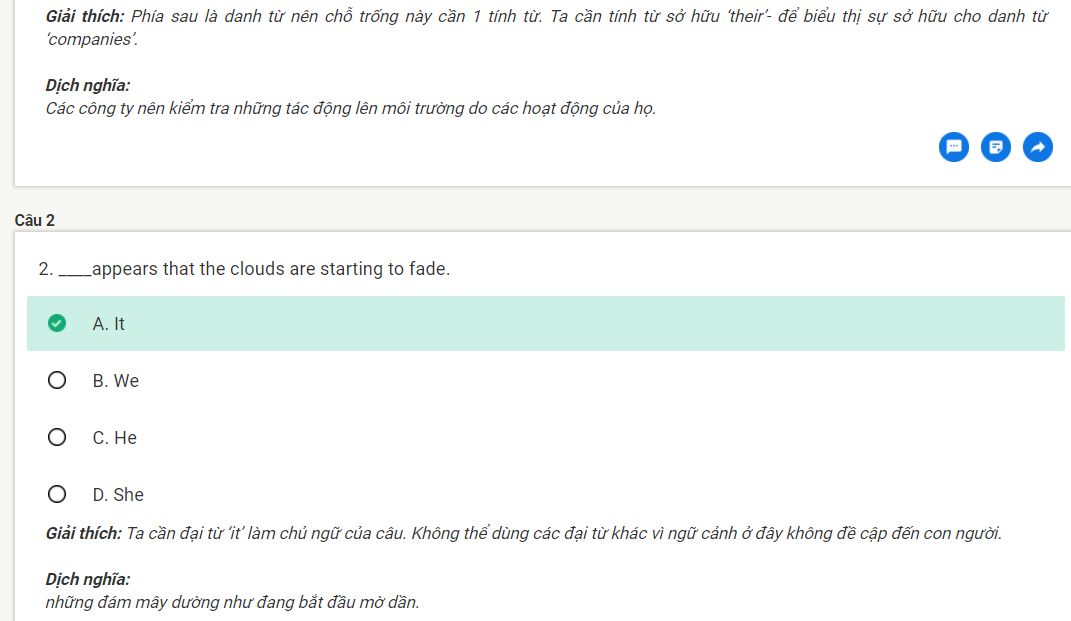 Giải thích: Phía sau là danh từ nên chỗ trống này cần 1 tính từ. Ta cần tính từ sở hữu ‘their’- để biểu thị sự sở hữu cho danh từ
‘companies’.
Dịch nghĩa:
Các công ty nên kiểm tra những tác động lên môi trường do các hoạt động của họ.
Câu 2
2. ____appears that the clouds are starting to fade.
A. It
B. We
C. He
D. She
Giải thích: Ta cần đại từ ‘it’ làm chủ ngữ của câu. Không thể dùng các đại từ khác vì ngữ cảnh ở đây không đề cập đến con người.
Dịch nghĩa:
những đám mây dường như đang bắt đầu mờ dần.